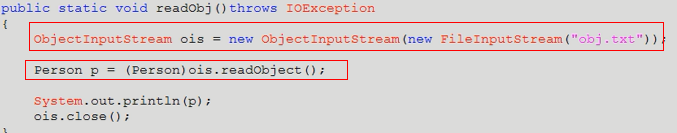 public static void readObj()throws IOException
{
ObjectInputStream ois = new ObjectInputStream(new FileInputStream("obj.txt"));
Person p = (Person)ois.readObject();
System.out.println(p);
ois.close();
}